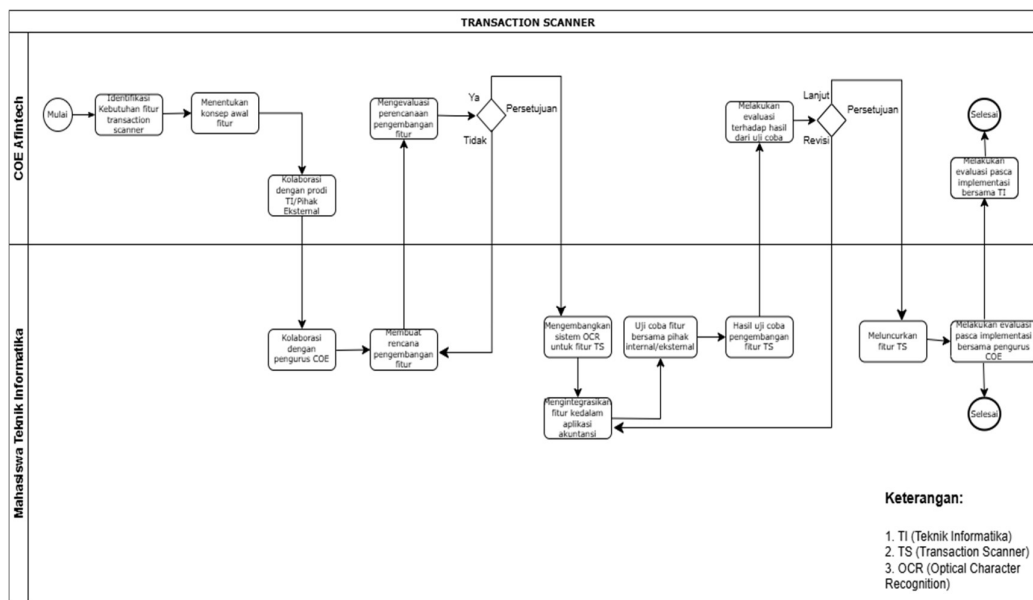 TRANSACTION SCANNER
COE Afintech
Mulai
Identifikasi
Kebutuhan fitur
transaction
scanner
Menentukan
konsep awal
fitur
Kolaborasi
dengan prodi
TI/Pihak
Eksternal
Mengevaluasi
perencanaan
pengembangan
fitur
Ya
Persetujuan
Tidak
Melakukan
evaluasi
terhadap hasil
dari uji coba
Lanjut
Persetujuan
Revisi
Selesai
Melakukan
evaluasi pasca
implementasi
bersama TI
Mahasiswa Teknik Informatika
Kolaborasi
dengan
pengurus COE
Membuat
rencana
pengembangan
fitur
Mengembangkan
sistem OCR
untuk fitur TS
Mengintegrasikan
fitur kedalam
aplikasi
akuntansi
Uji coba fitur
bersama pihak
internal/eksternal
Hasil uji coba
pengembangan
fitur TS
Meluncurkan
fitur TS
Melakukan evaluasi
pasca implementasi
bersama pengurus
COE
Selesai
Keterangan:
1. TI (Teknik Informatika)
2. TS (Transaction Scanner)
3. OCR (Optical Character
Recognition)